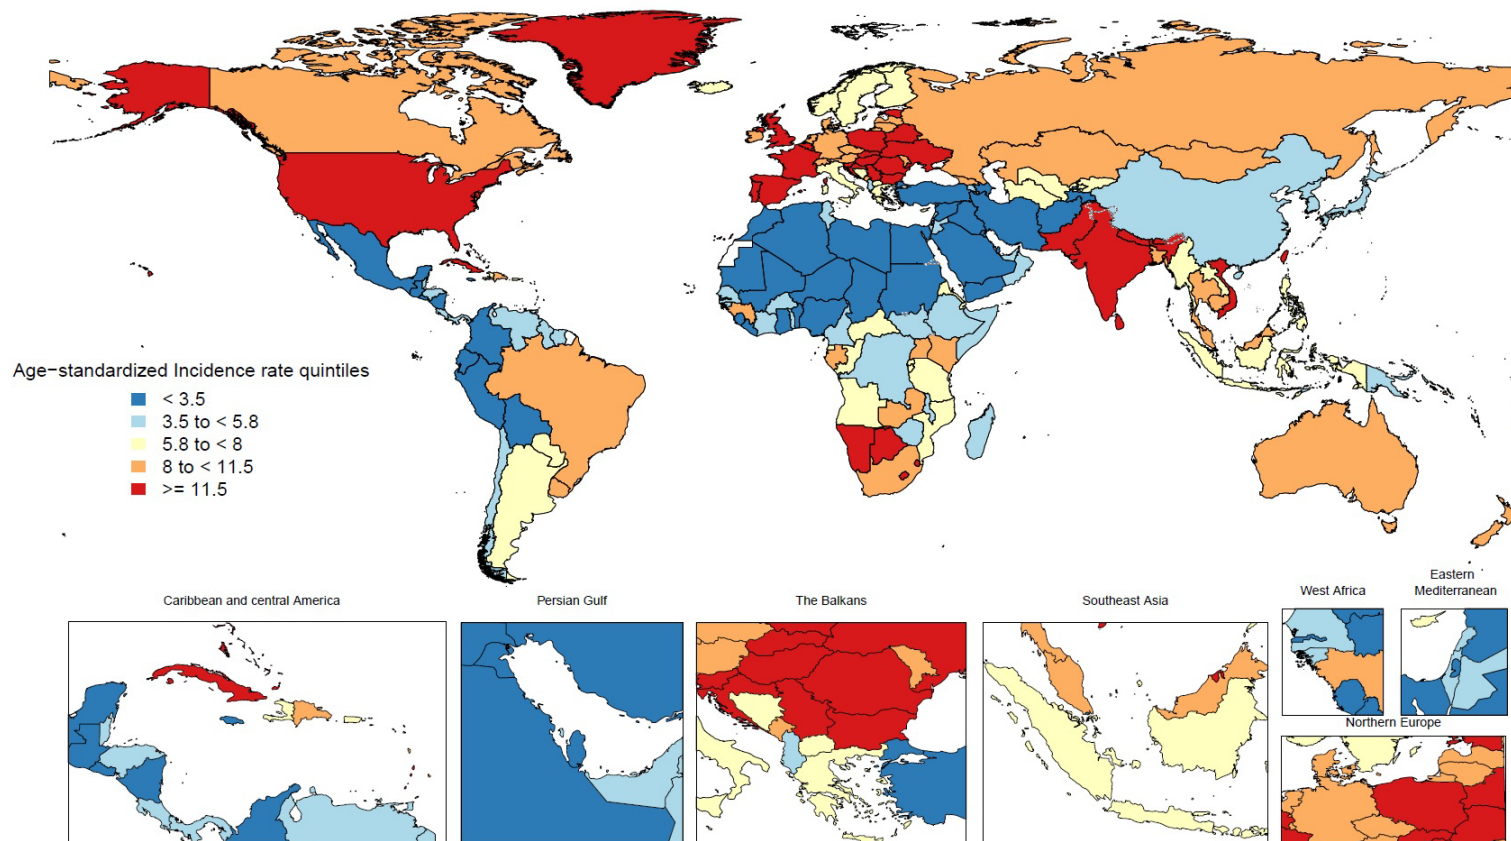 Age−standardized Incidence rate quintiles
< 3.5
3.5 to < 5.8
5.8 to < 8
8 to < 11.5
>= 11.5
Caribbean and central America
Persian Gulf
The Balkans
Southeast Asia
West Africa
Eastern
Mediterranean
Northern Europe